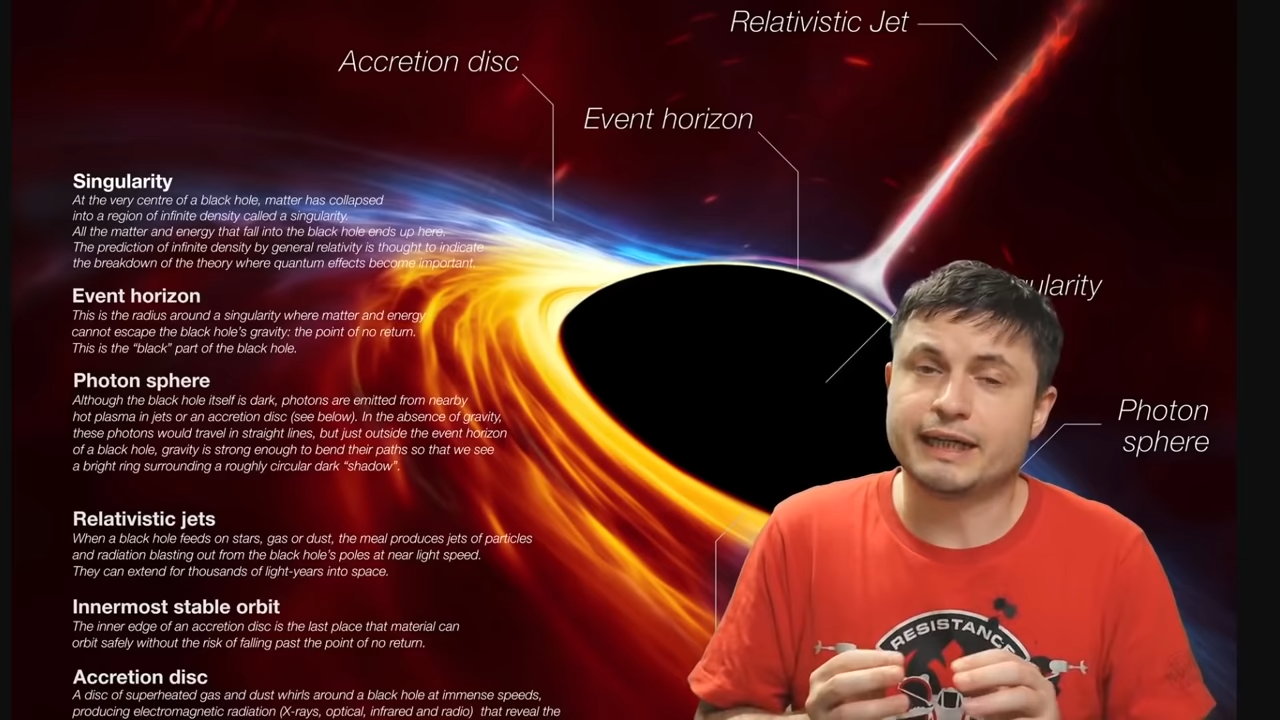 Relativistic Jet
Accretion disc
Event horizon
Singularity
At the very centre of a black hole, matter has collapsed
into a region of infinite density called a singularity.
All the matter and energy that fall into the black hole ends up here.
The prediction of infinite density by general relativity is thought to indicate
the breakdown of the theory where quantum effects become important.
Event horizon
This is the radius around a singularity where matter and energy
cannot escape the black hole's gravity: the point of no return.
This is the “black” part of the black hole.
Photon sphere
Although the black hole itself is dark, photons are emitted from nearby
hot plasma in jets or an accretion disc (see below). In the absence of gravity,
these photons would travel in straight lines, but just outside the event horizon
of a black hole, gravity is strong enough to bend their paths so that we see
a bright ring surrounding a roughly circular dark “shadow”.
Relativistic jets
When a black hole feeds on stars, gas or dust, the meal produces jets of particles
and radiation blasting out from the black hole's poles at near light speed.
They can extend for thousands of light-years into space.
Innermost stable orbit
The inner edge of an accretion disc is the last place that material can
orbit safely without the risk of falling past the point of no return.
Accretion disc
A disc of superheated gas and dust whirls around a black hole at immense speeds,
producing electromagnetic radiation (X-rays, optical, infrared and radio) that reveal the
gularity
Photon
sphere
RESISTANCE